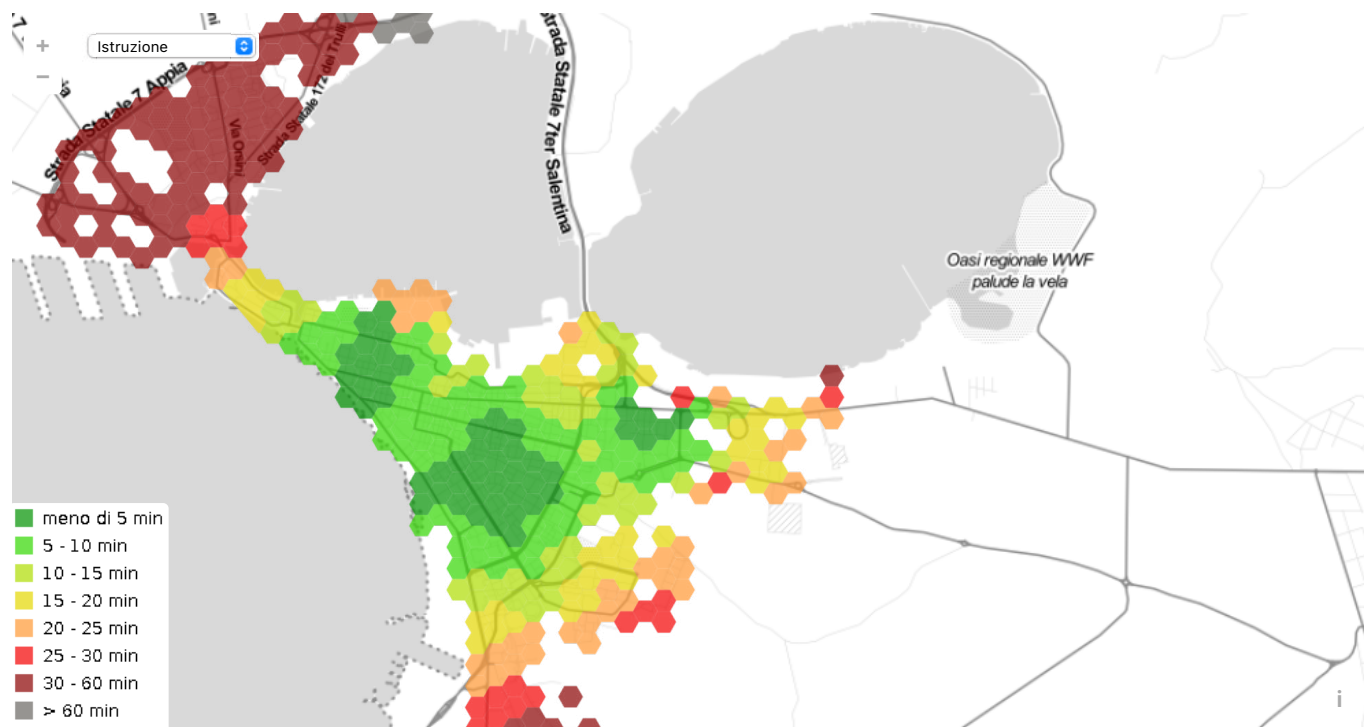 +
Istruzione
−
Strada Statale 7 Appia
Via Orsini
Strada Statale 172 dei Trulli
Strada Statale 7ter Salentina
Oasi regionale WWF
palude la vela
meno di 5 min
5 - 10 min
10 - 15 min
15 - 20 min
20 - 25 min
25 - 30 min
30 - 60 min
> 60 min
i